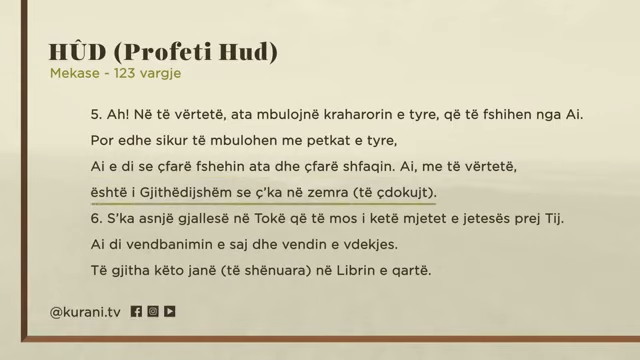 HÛD (Profeti Hud)
Mekase - 123 vargje
5. Ah! Në të vërtetë, ata mbulojnë kraharorin e tyre, që të fshihen nga Ai.
Por edhe sikur të mbulohen me petkat e tyre,
Ai e di se çfarë fshehin ata dhe çfarë shfaqin. Ai, me të vërtetë,
është i Gjithëdijshëm se ç’ka në zemra (të çdokujt).
6. S’ka asnjë gjallesë në Tokë që të mos i ketë mjetet e jetesës prej Tij.
Ai di vendbanimin e saj dhe vendin e vdekjes.
Të gjitha këto janë (të shënuara) në Librin e qartë.
@kurani.tv